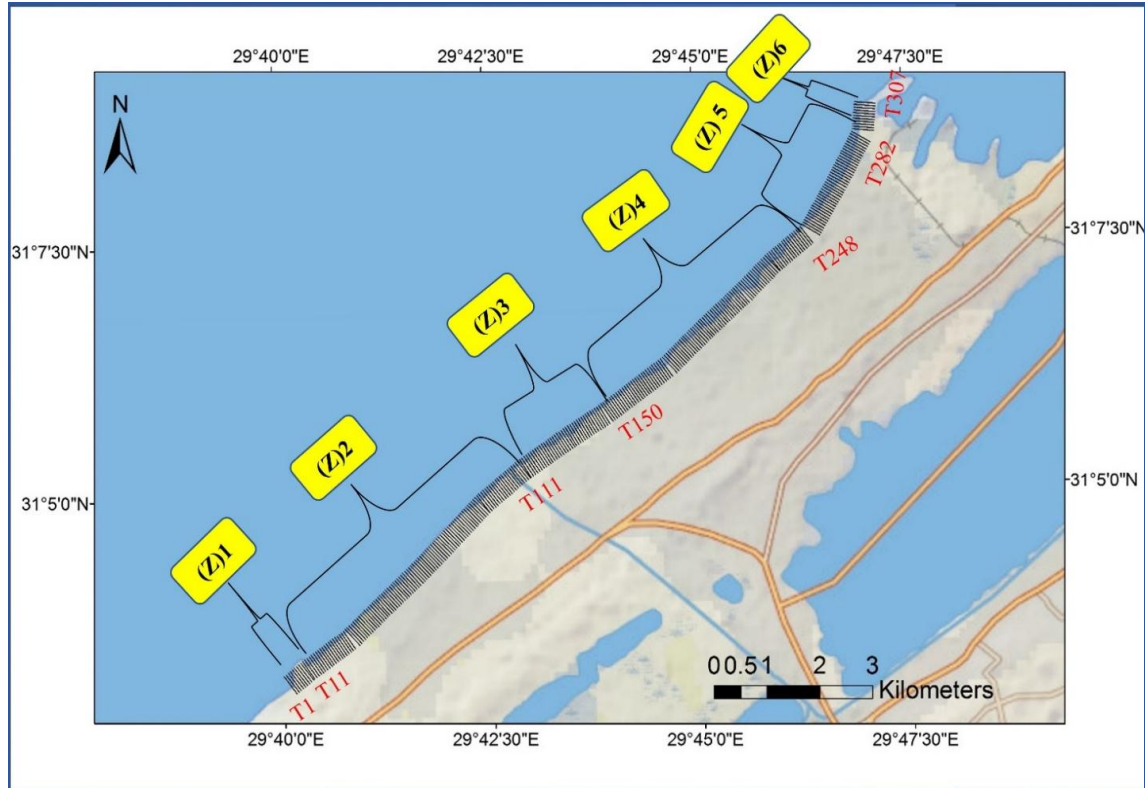 29°40'0"E 29°42'30"E 29°45'0"E 29°47'30"E
N
(Z)6
T307
(Z) 5
T282
(Z)4
31°7'30"N
31°7'30"N
T248
(Z)3
T150
(Z)2
T111
31°5'0"N
31°5'0"N
(Z)1
T1 T11
0 0.5 1 2 3
Kilometers
29°40'0"E 29°42'30"E 29°45'0"E 29°47'30"E